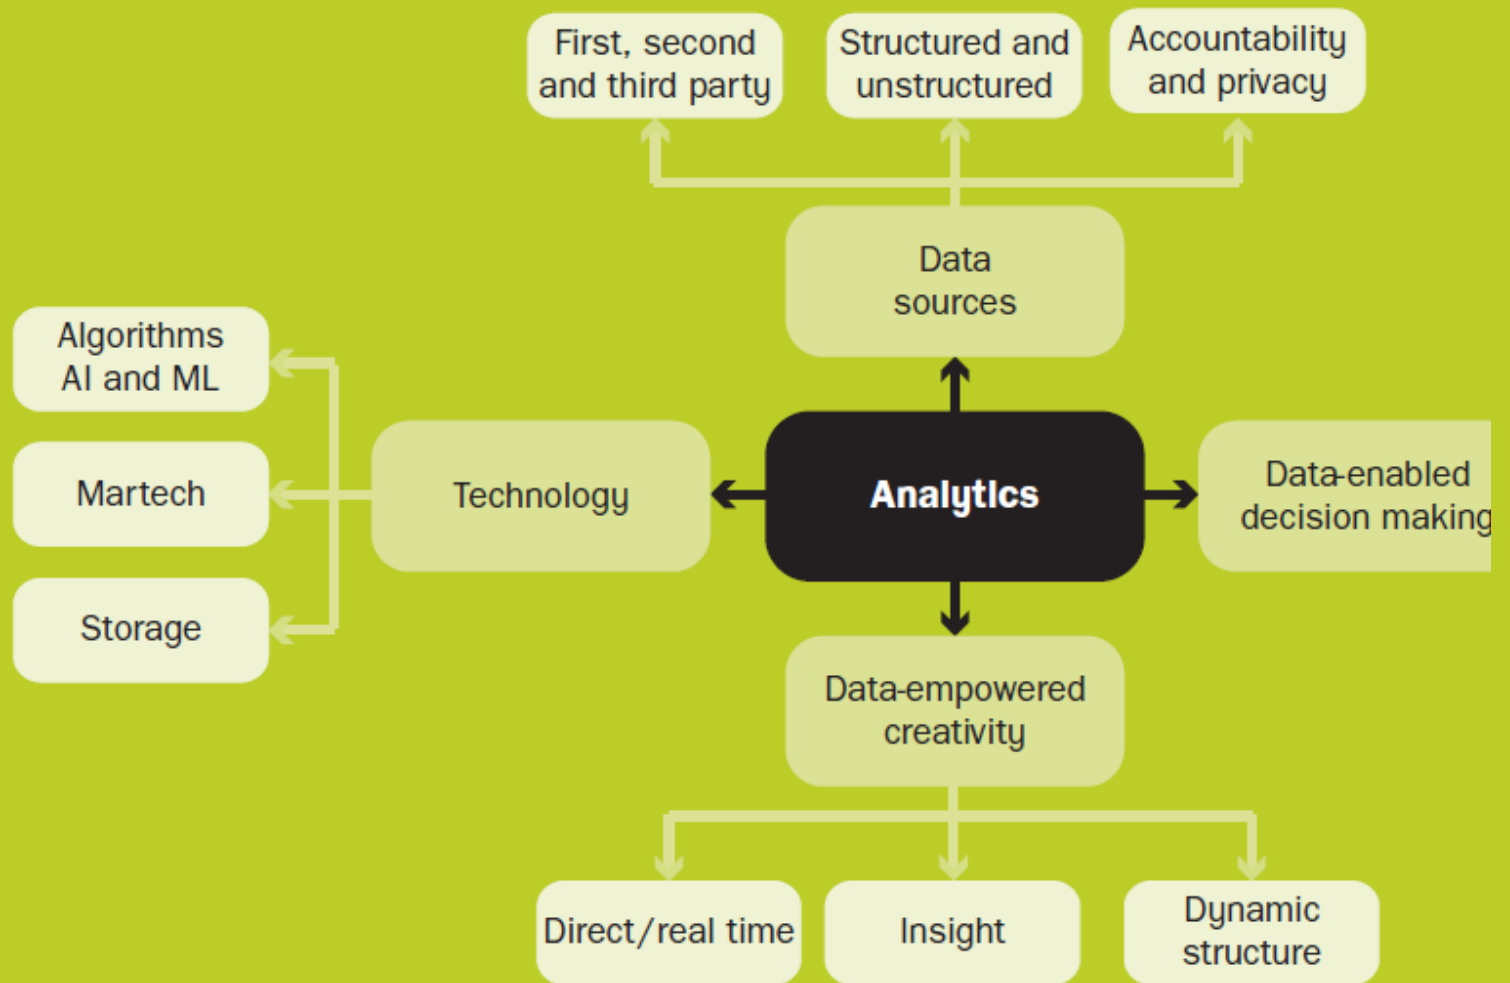 First, second
and third party
Structured and
unstructured
Accountability
and privacy
Data
sources
Algorithms
AI and ML
Martech
Storage
Technology
Analytics
Data-enabled
decision making
Data-empowered
creativity
Direct/real time
Insight
Dynamic
structure